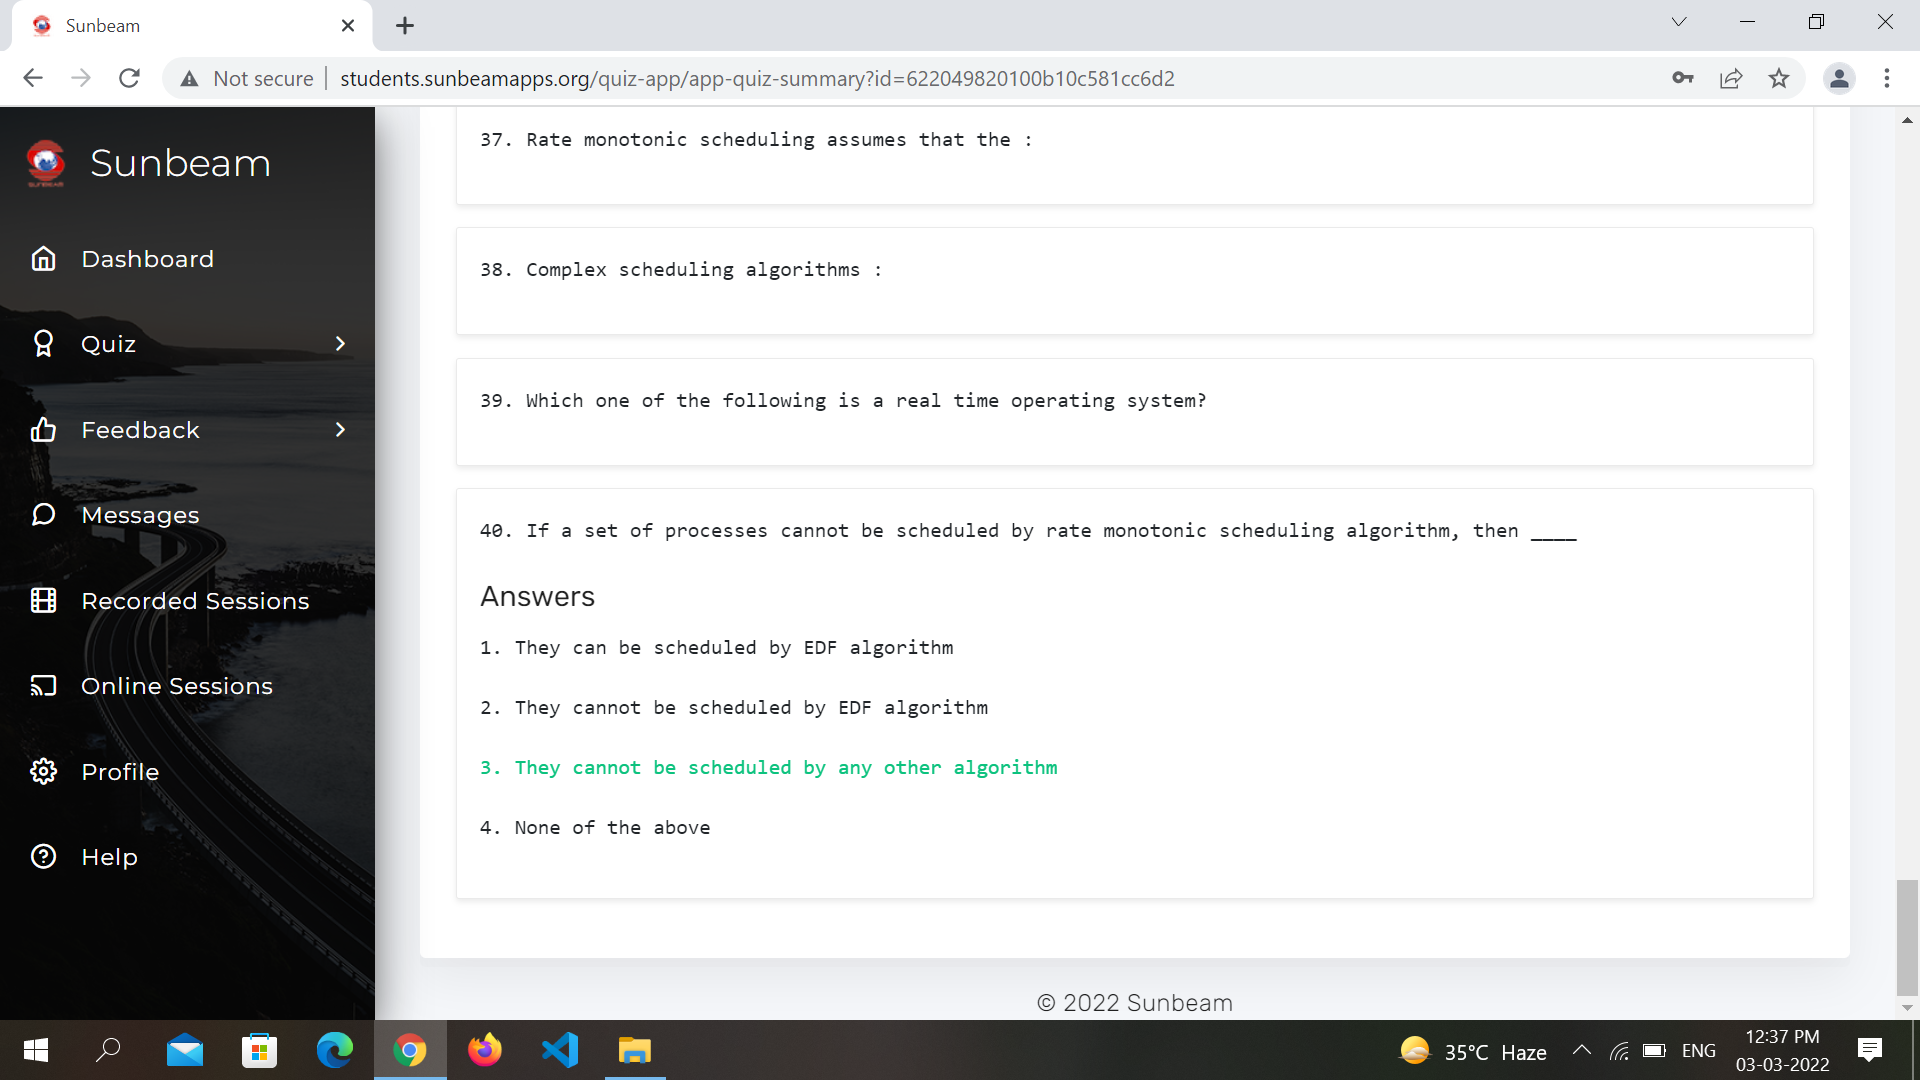 Sunbeam
Not secure
students.sunbeamapps.org/quiz-app/app-quiz-summary?id=622049820100b10c581cc6d2
Sunbeam
Dashboard
Quiz
Feedback
Messages
Recorded Sessions
Online Sessions
Profile
Help
37. Rate monotonic scheduling assumes that the :
38. Complex scheduling algorithms :
39. Which one of the following is a real time operating system?
40. If a set of processes cannot be scheduled by rate monotonic scheduling algorithm, then ____
Answers
1. They can be scheduled by EDF algorithm
2. They cannot be scheduled by EDF algorithm
3. They cannot be scheduled by any other algorithm
4. None of the above
© 2022 Sunbeam
35°C Haze
ENG
12:37 PM
03-03-2022